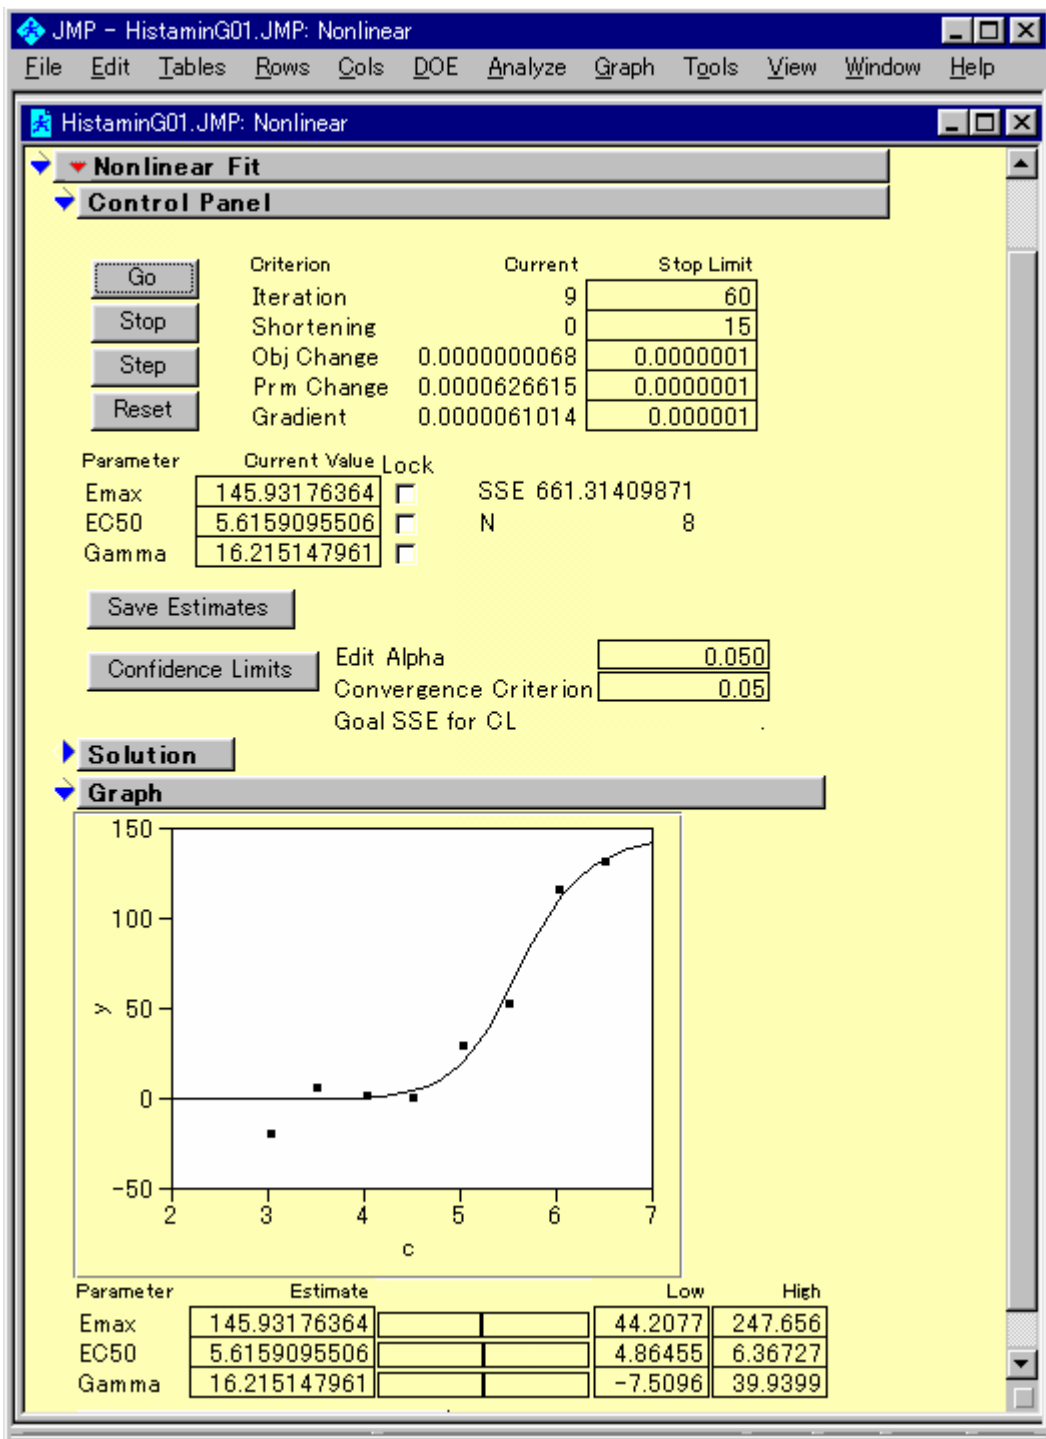 JMP - HistaminG01.JMP: Nonlinear
File Edit Tables Rows Cols DOE Analyze Graph Tools View Window Help
HistaminG01.JMP: Nonlinear
Nonlinear Fit
Control Panel
Go
Stop
Step
Reset
Criterion Current Stop Limit
Iteration 9 60
Shortening 0 15
Obj Change 0.0000000068 0.0000001
Prm Change 0.0000626615 0.0000001
Gradient 0.0000061014 0.000001
Parameter Current Value Lock
Emax 145.93176364 SSE 661.31409871
EC50 5.6159095506 N 8
Gamma 16.215147961
Save Estimates
Confidence Limits
Edit Alpha 0.050
Convergence Criterion 0.05
Goal SSE for CL .
Solution
Graph
150
100
50
0
-50
y
2 3 4 5 6 7
c
Parameter Estimate Low High
Emax 145.93176364 44.2077 247.656
EC50 5.6159095506 4.86455 6.36727
Gamma 16.215147961 -7.5096 39.9399